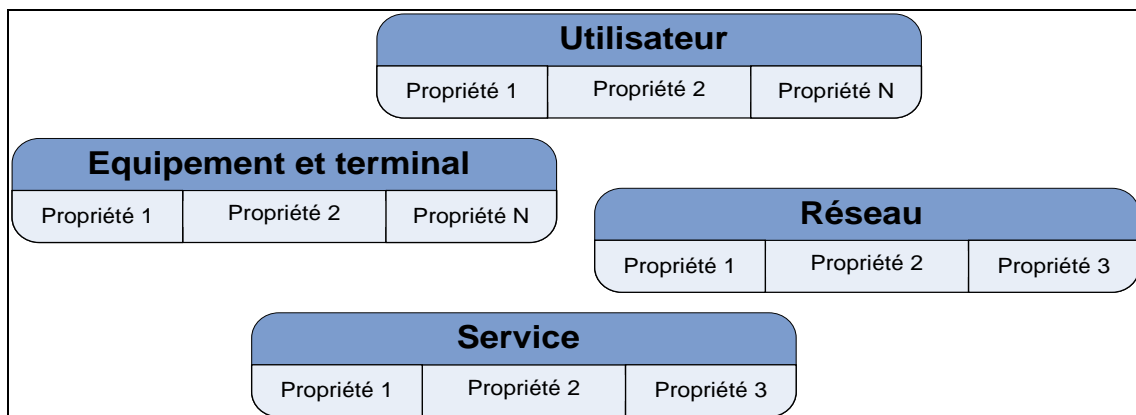 Utilisateur
Propriété 1 Propriété 2 Propriété N
Equipement et terminal
Propriété 1 Propriété 2 Propriété N
Réseau
Propriété 1 Propriété 2 Propriété 3
Service
Propriété 1 Propriété 2 Propriété 3